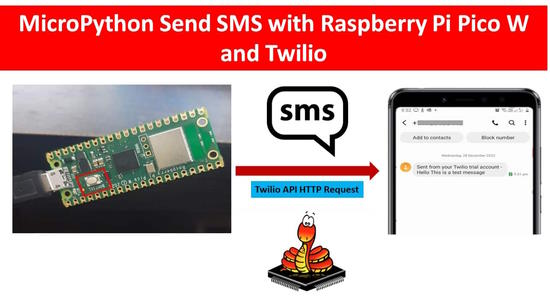 MicroPython Send SMS with Raspberry Pi Pico W
and Twilio
sms
Twilio API HTTP Request
Add to contacts
Block number
Wednesday, 28 December 2022
Sent from your Twilio trial account -
Hello This is a test message